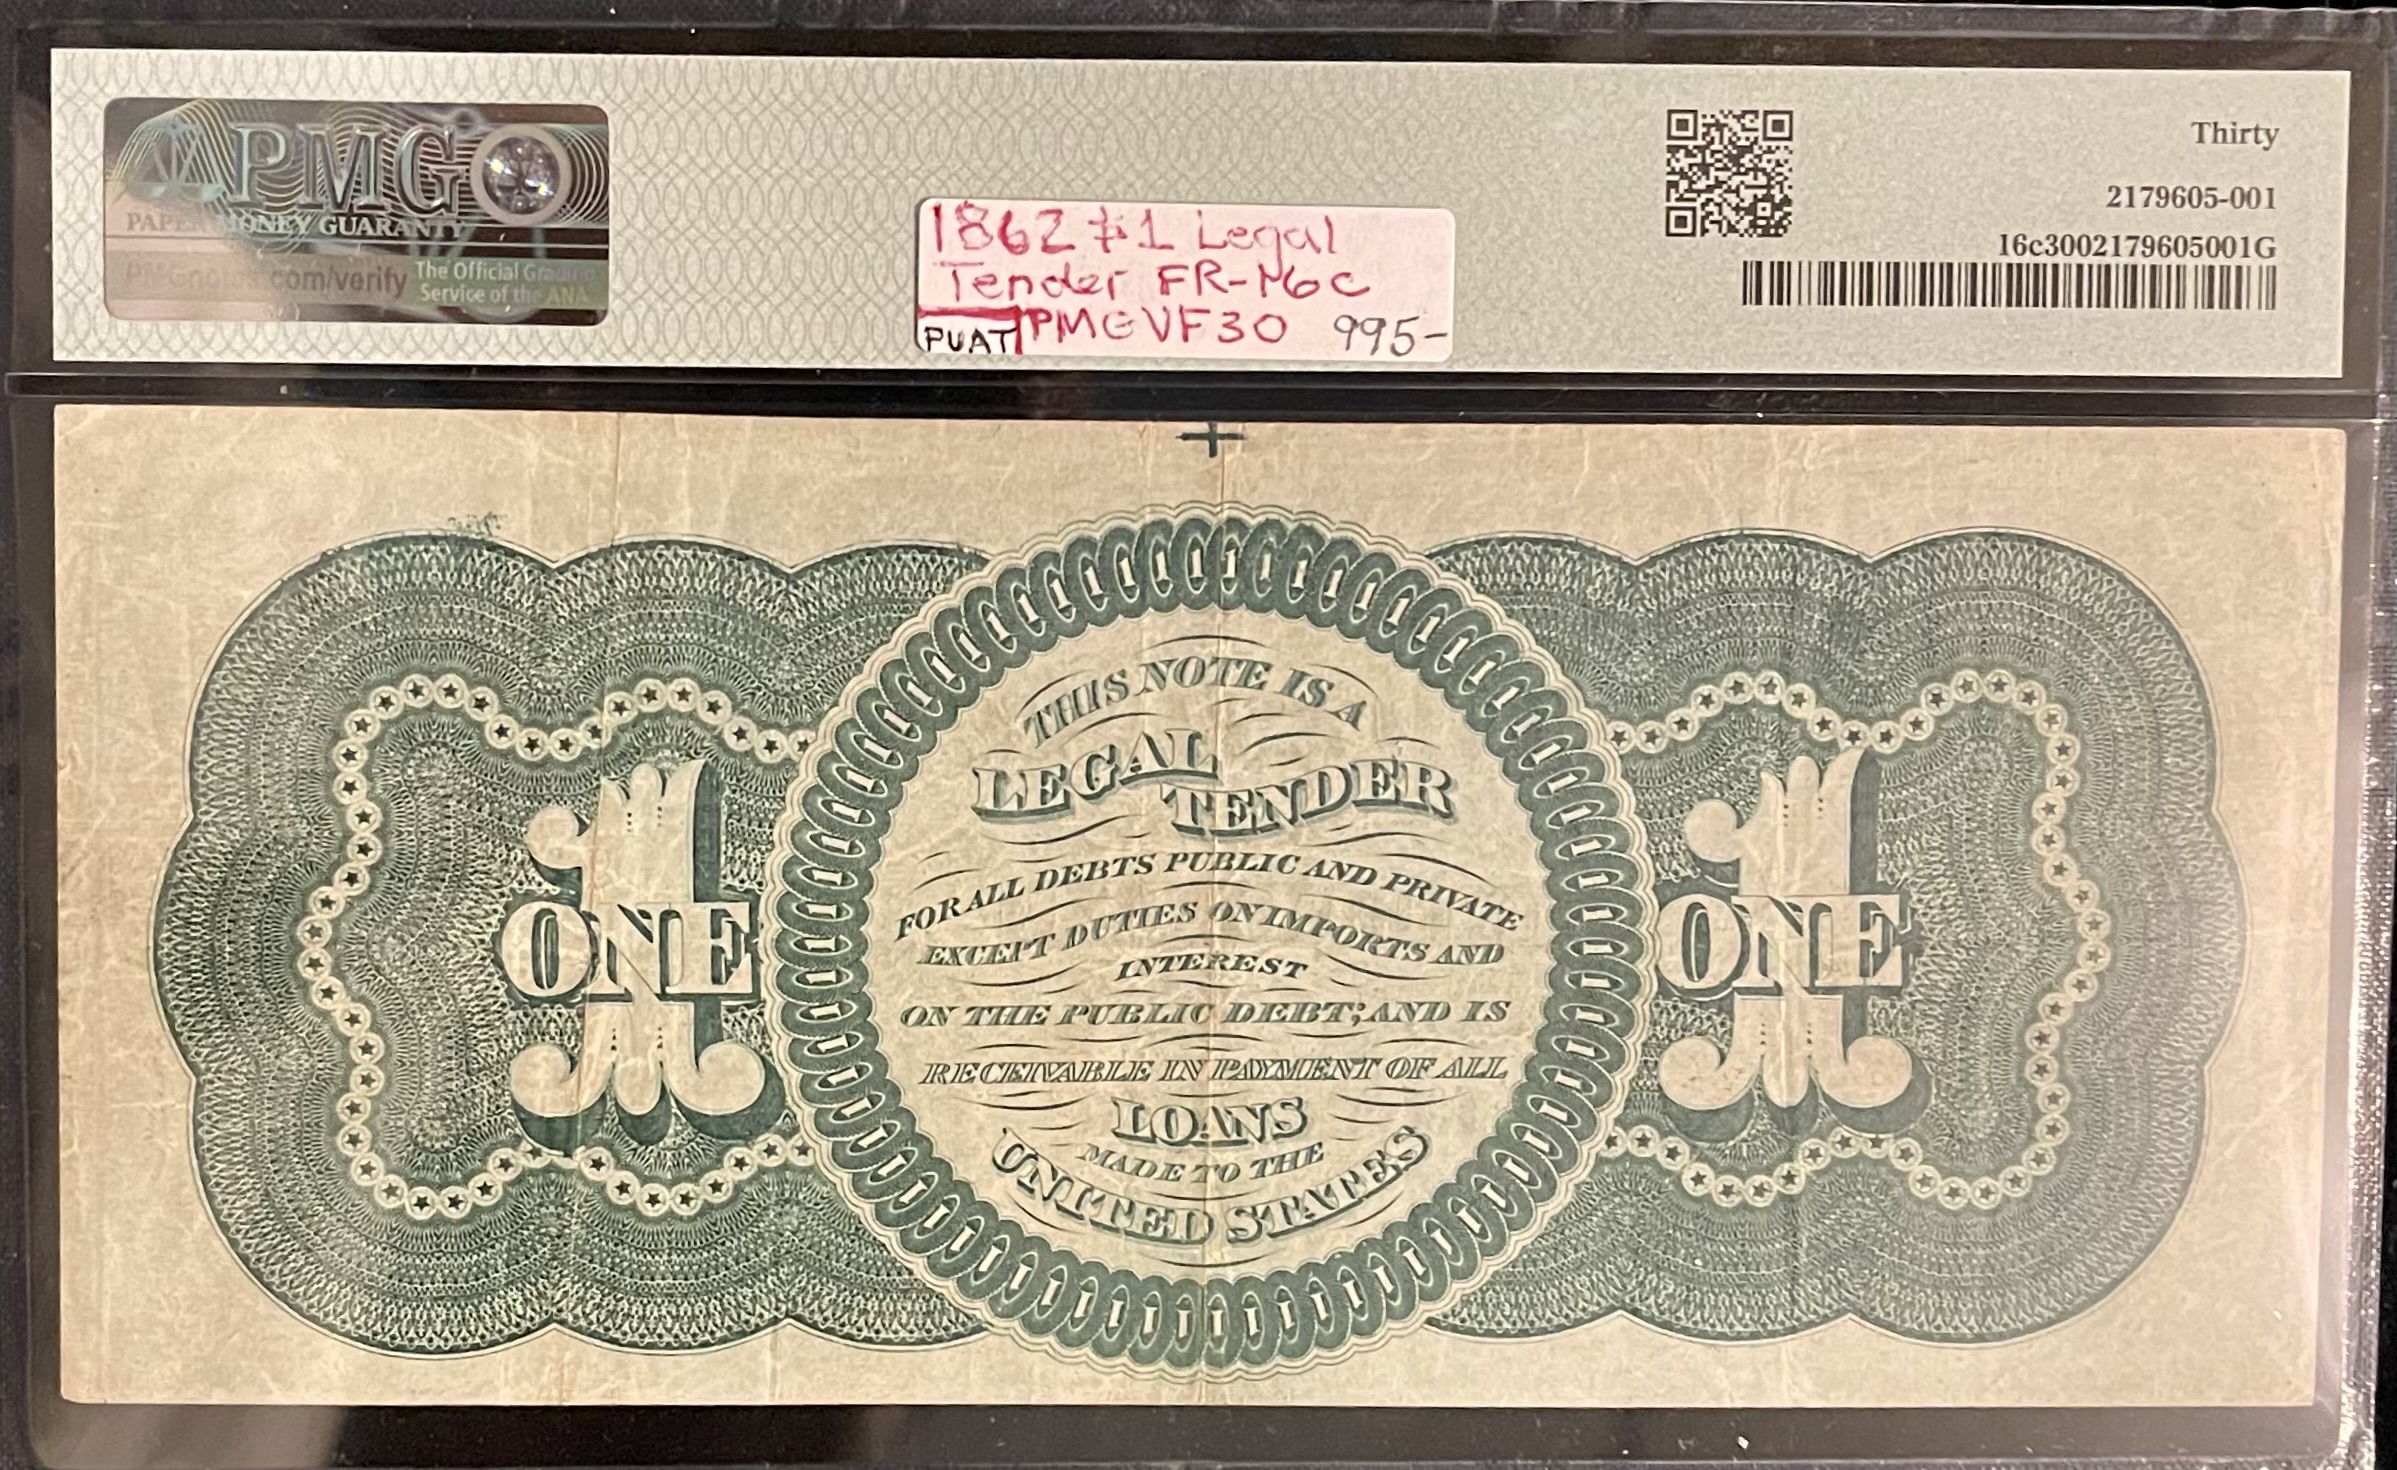 PMG
PAPER MONEY GUARANTY
PMGnotes.com/verify
The Official Grading
Service of the ANA
Thirty
2179605-001
16c3002179605001G
1862 $1 Legal
Tender FR-16c
PUAT PMG VF30 995-
THIS NOTE IS A
LEGAL
TENDER
FOR ALL DEBTS PUBLIC AND PRIVATE
EXCEPT DUTIES ON IMPORTS AND
INTEREST
ON THE PUBLIC DEBT; AND IS
RECEIVABLE IN PAYMENT OF ALL
LOANS
MADE TO THE
UNITED STATES
1
ONE
1
ONE